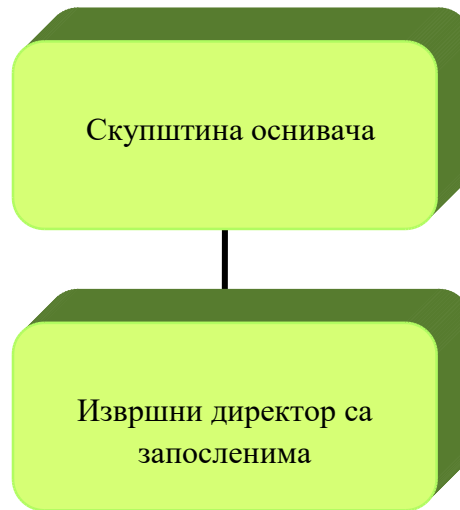 Скупштина оснивача
Извршни директор са
запосленима